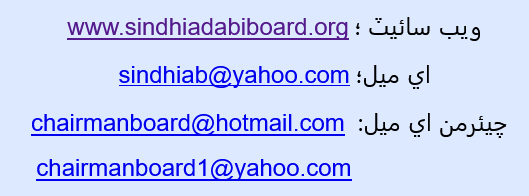 ويب سائيٽ ؛ www.sindhiadabiboard.org
اي ميل؛ sindhiab@yahoo.com
چيئرمن اي ميل: chairmanboard@hotmail.com
chairmanboard1@yahoo.com